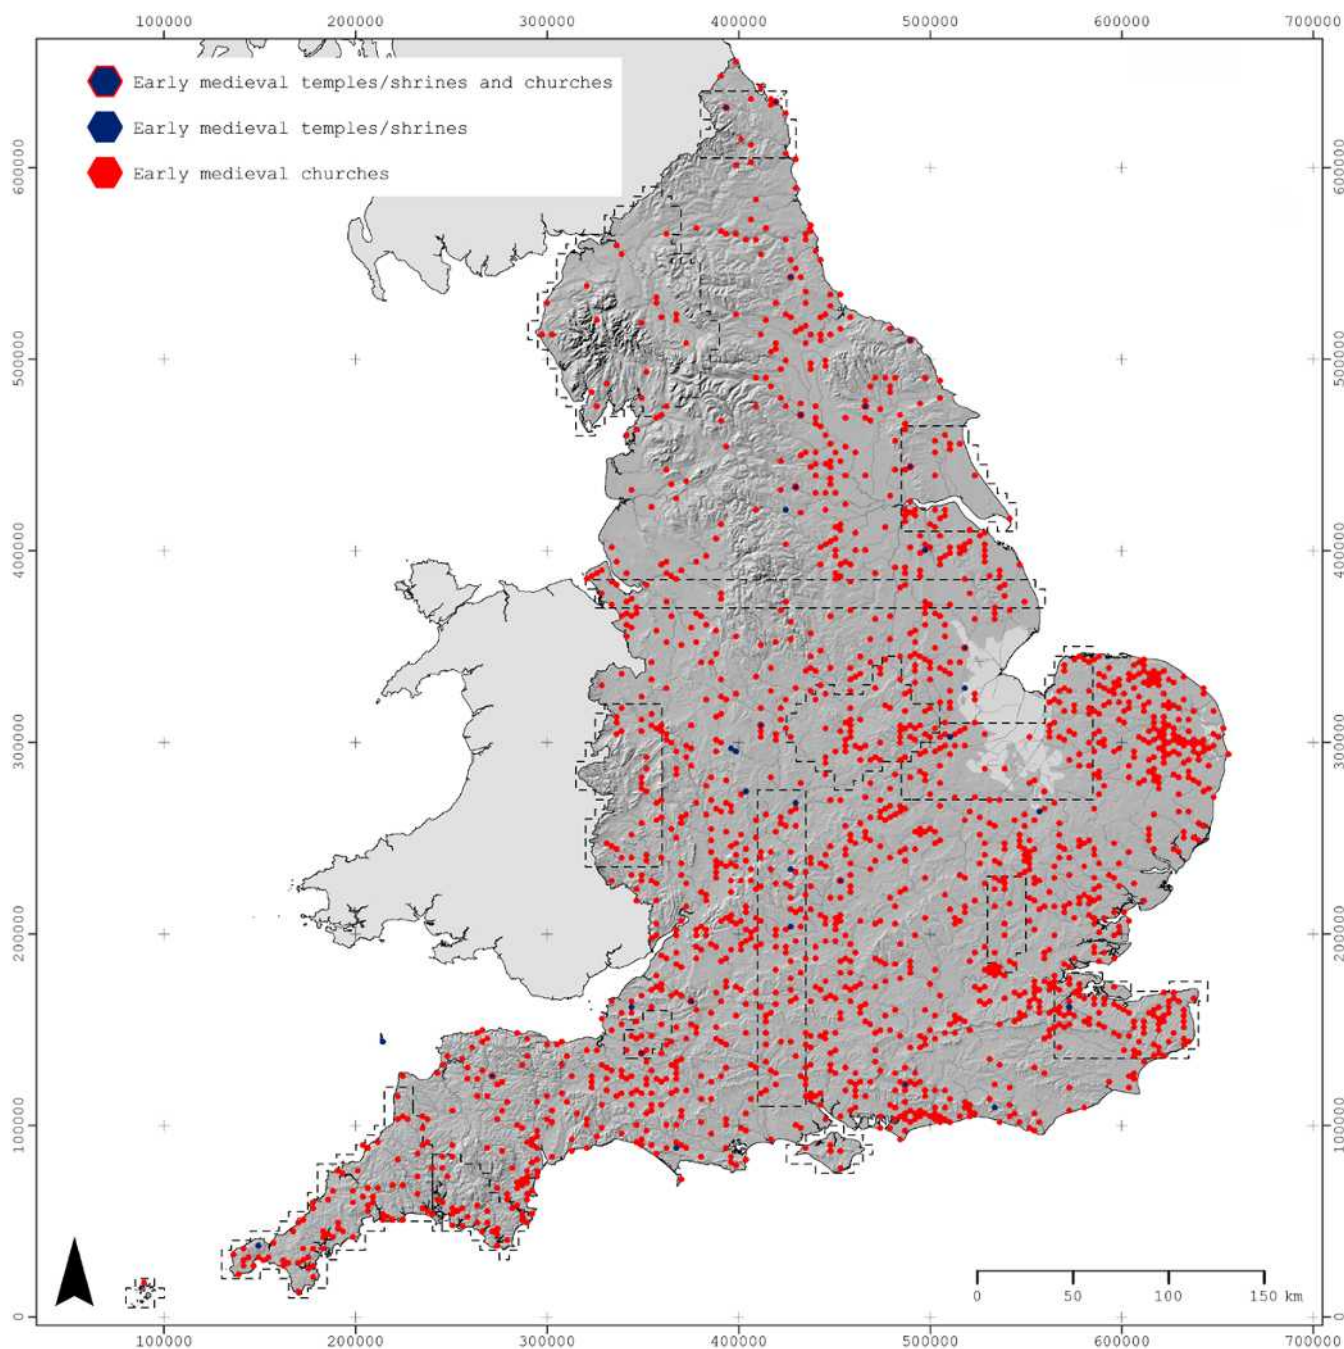 100000 200000 300000 400000 500000 600000 700000
Early medieval temples/shrines and churches
Early medieval temples/shrines
Early medieval churches
600000 600000
500000 500000
400000 400000
300000 300000
200000 200000
100000 100000
0 0
0 50 100 150 km
100000 200000 300000 400000 500000 600000 700000